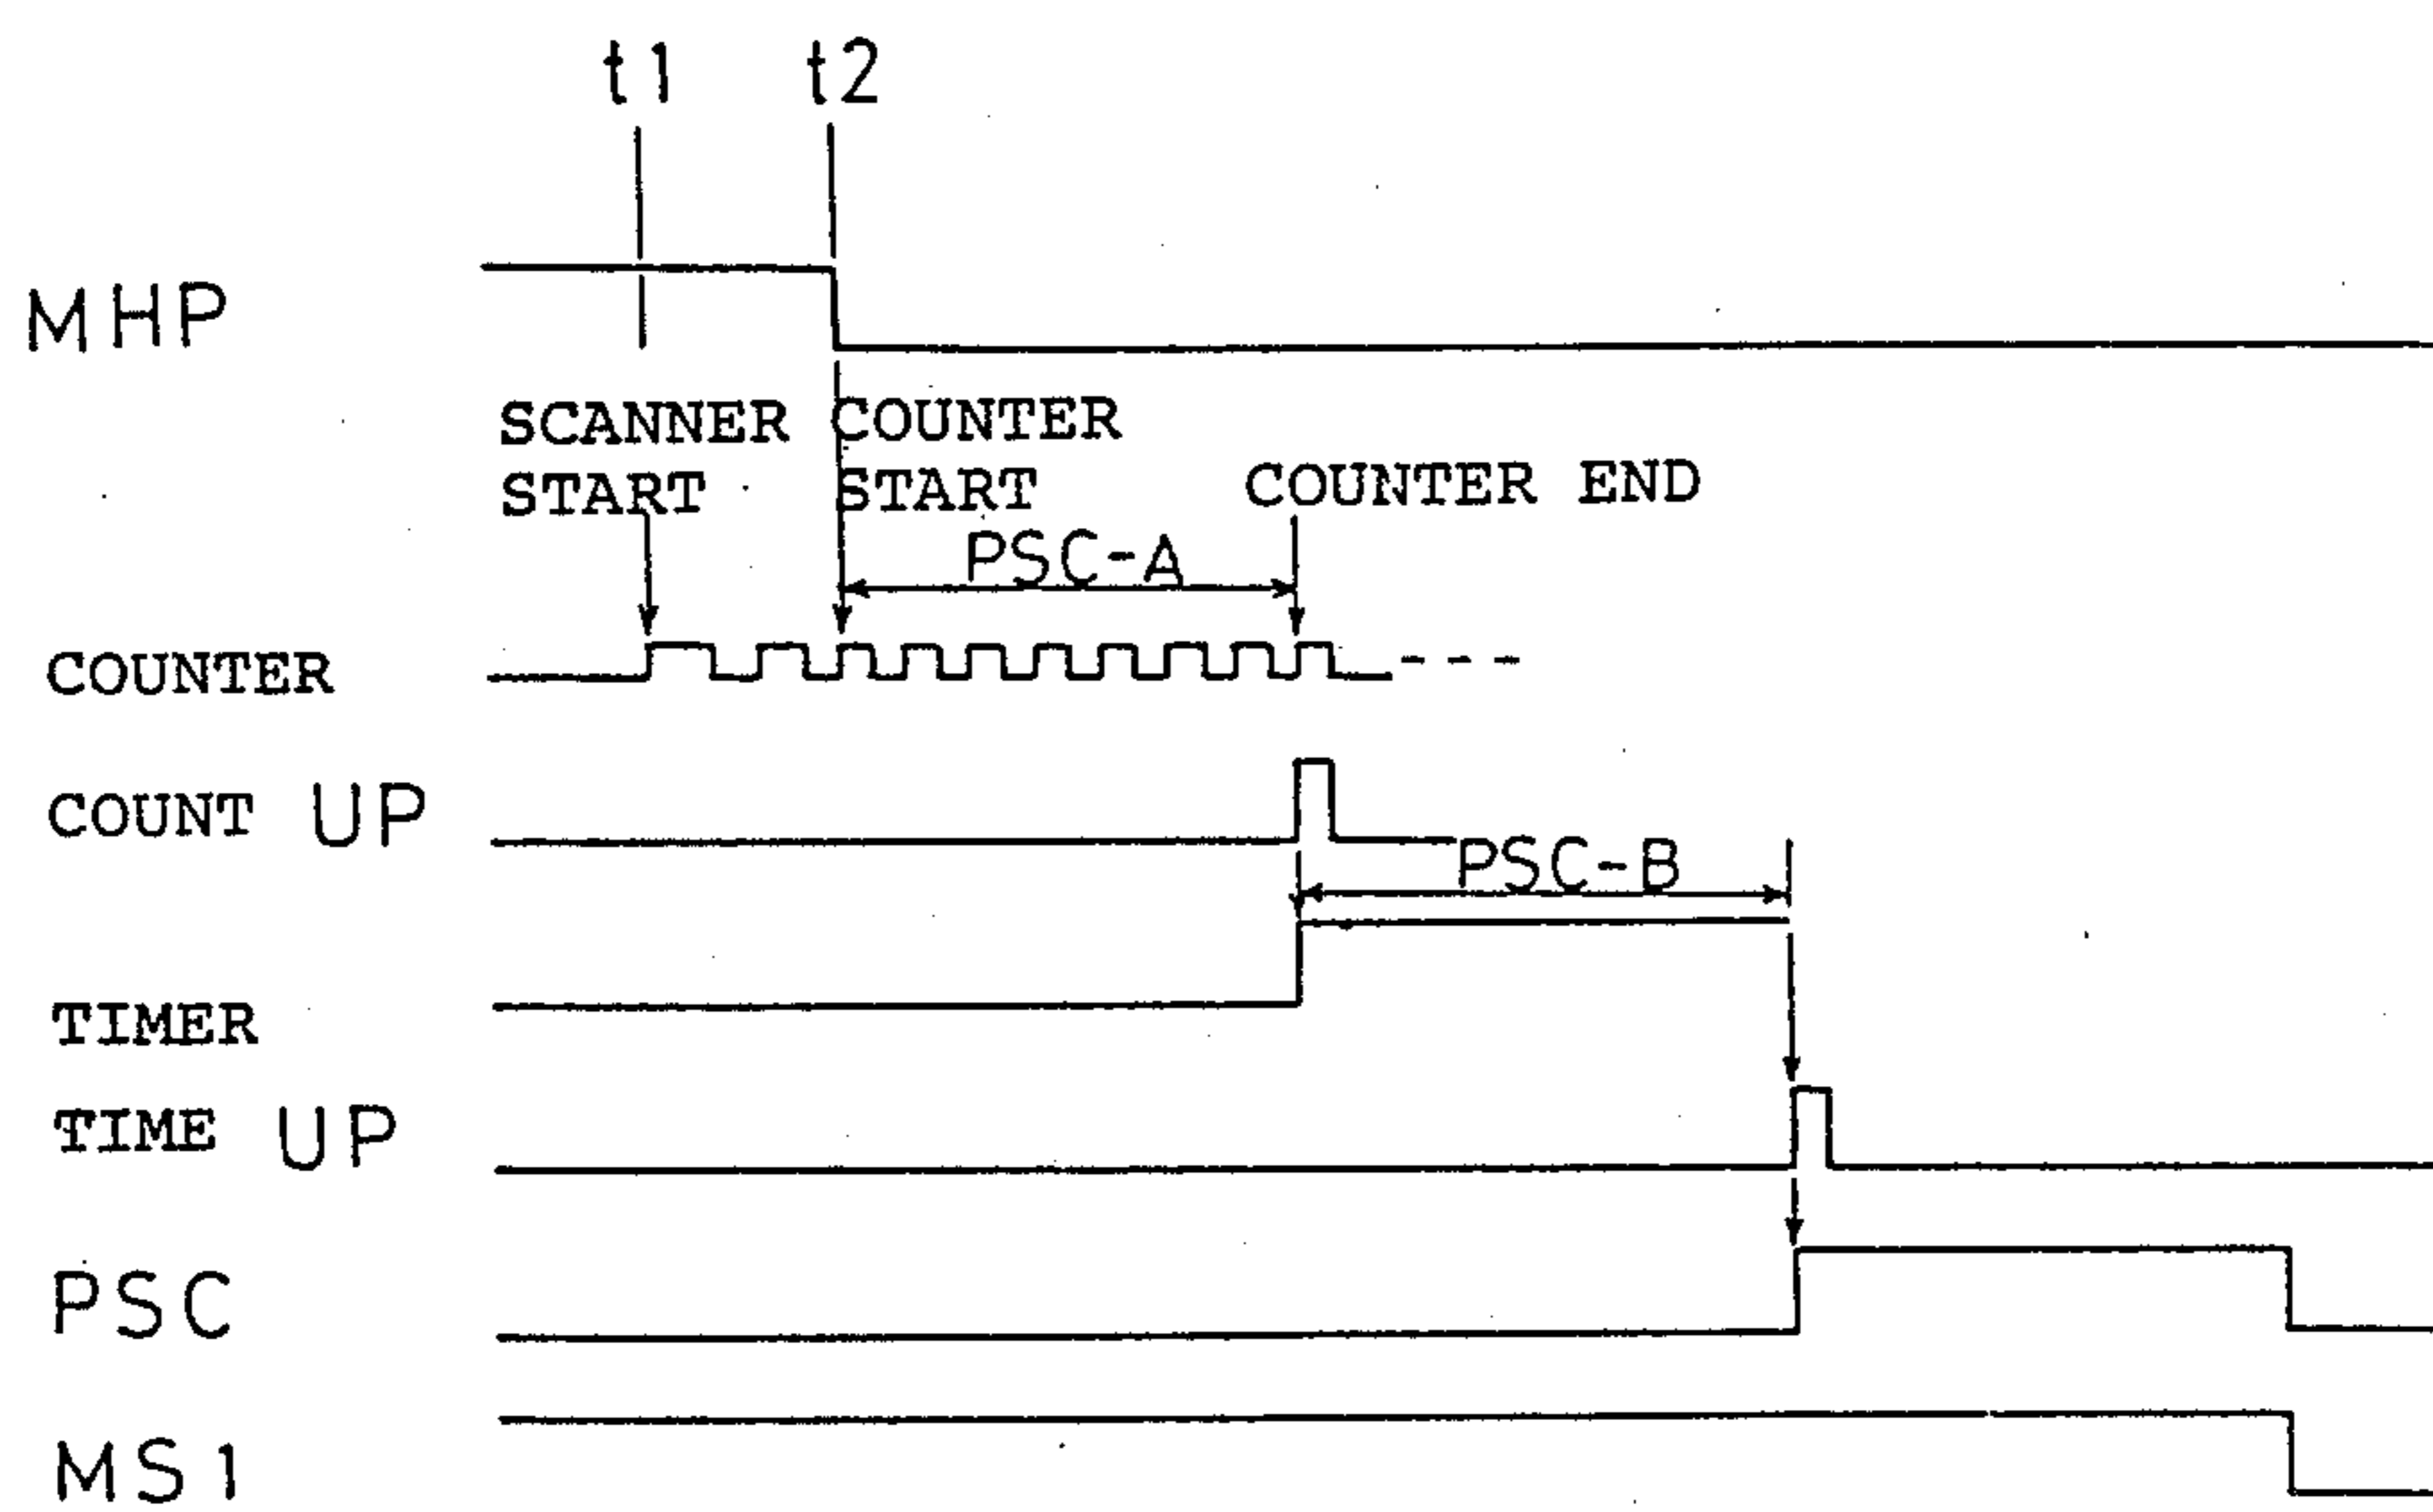 t1 t2
MHP
SCANNER COUNTER
START START COUNTER END
PSC-A
COUNTER
COUNT UP
PSC-B
TIMER
TIME UP
PSC
MS1